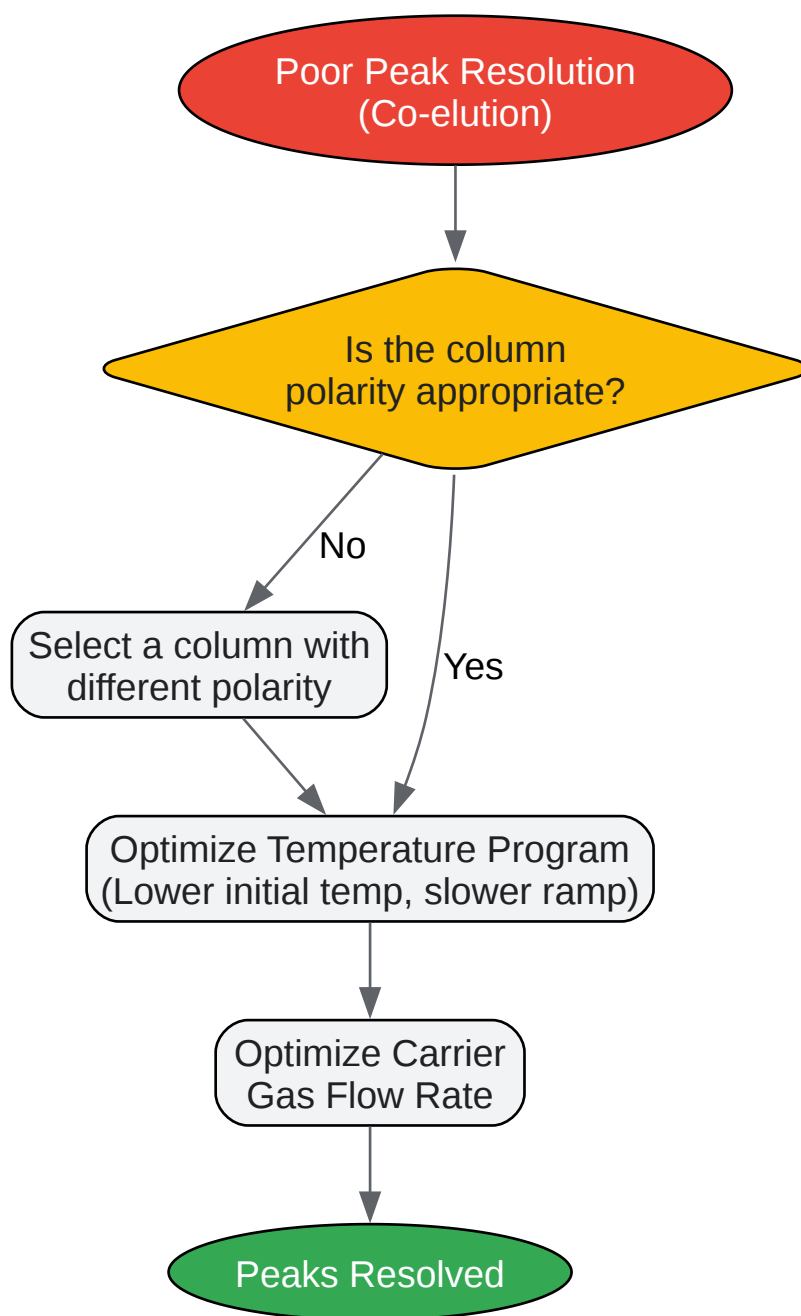 Poor Peak Resolution
(Co-elution)
Is the column
polarity appropriate?
No
Yes
Select a column with
different polarity
Optimize Temperature Program
(Lower initial temp, slower ramp)
Optimize Carrier
Gas Flow Rate
Peaks Resolved